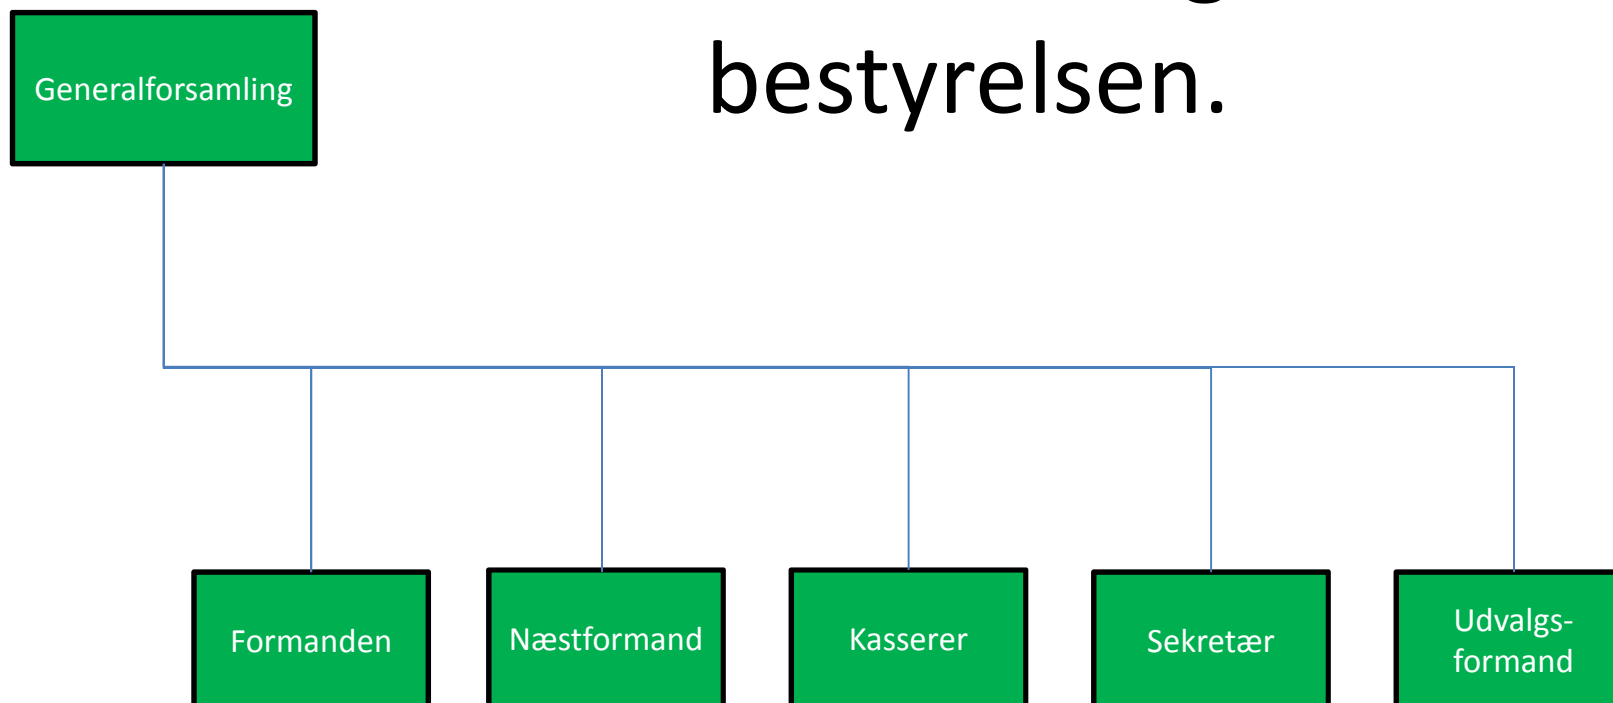 bestyrelsen.
Generalforsamling
Formanden
Næstformand
Kasserer
Sekretær
Udvalgs-
formand